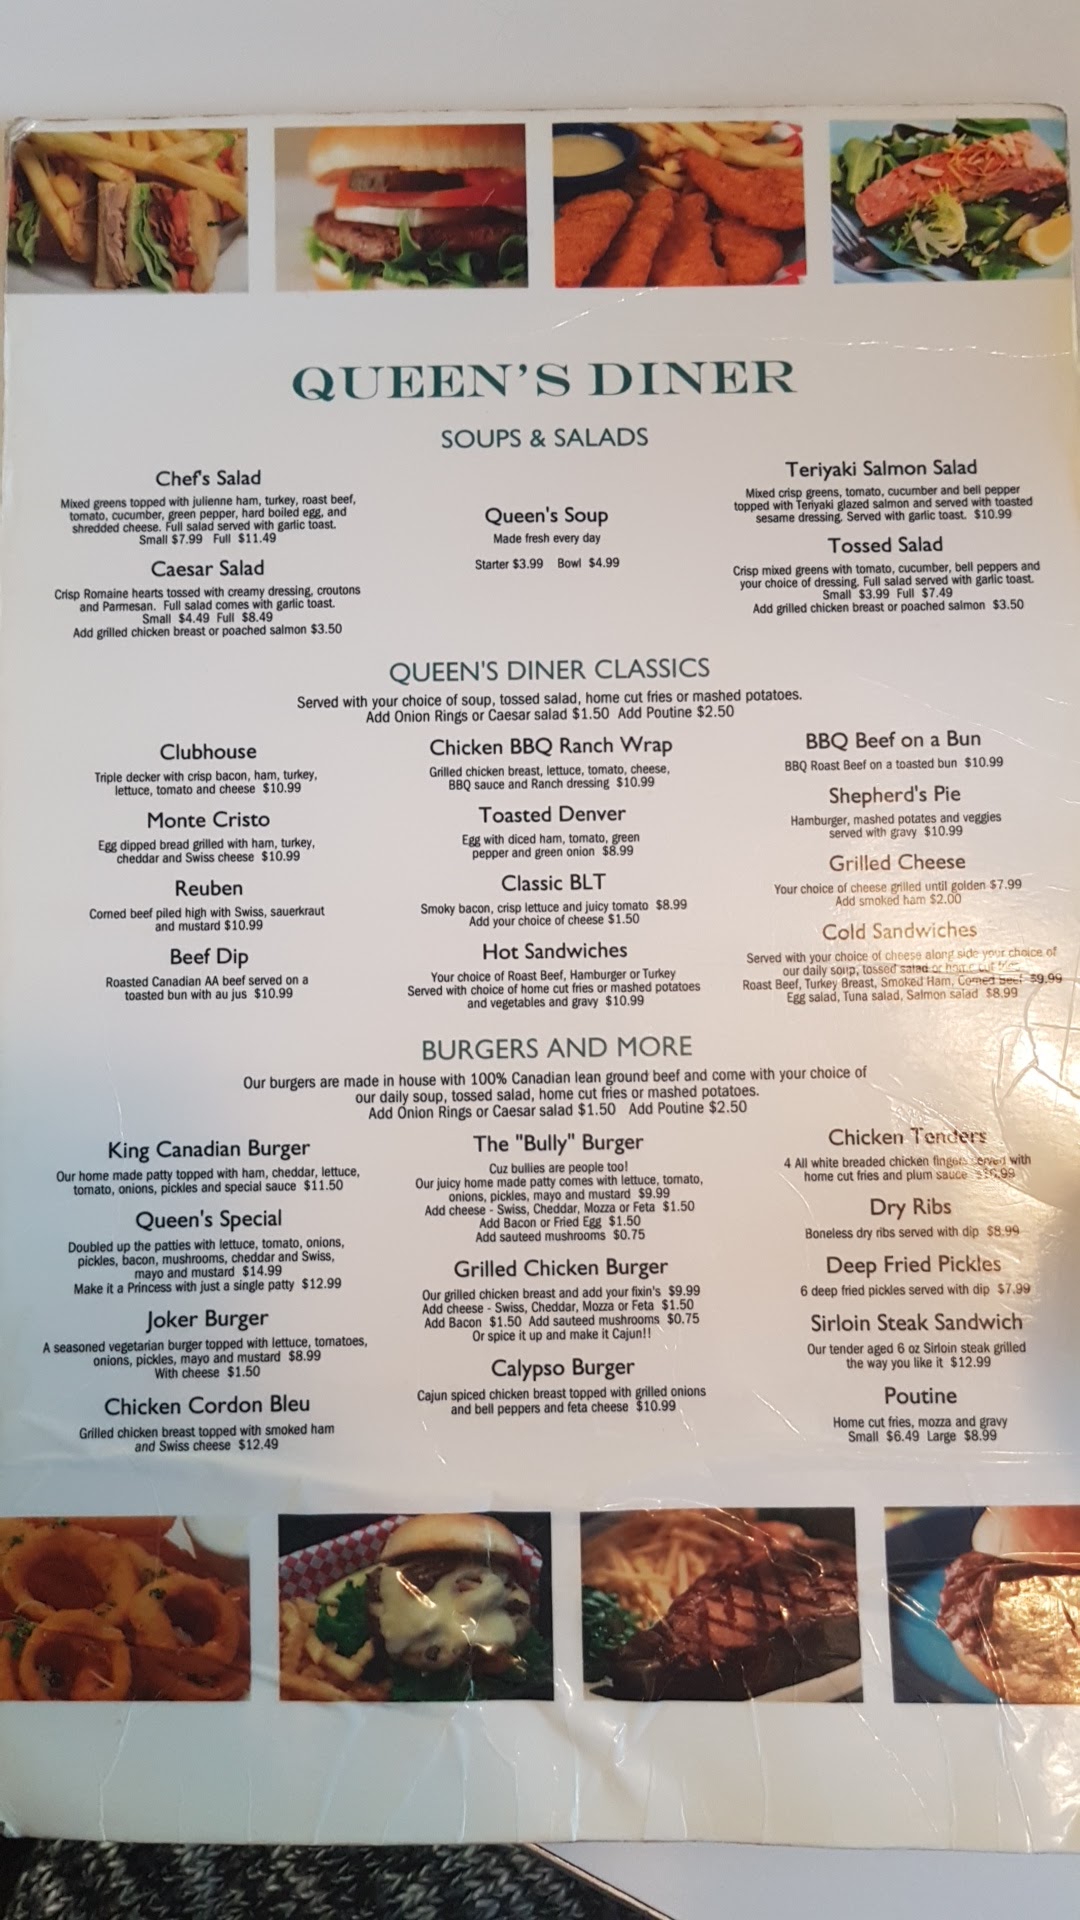 QUEEN'S DINER
SOUPS & SALADS
Chef's Salad
Mixed greens topped with julienne ham, turkey, roast beef,
tomato, cucumber, green pepper, hard boiled egg, and
shredded cheese. Full salad served with garlic toast.
Small $7.99 Full $11.49
Caesar Salad
Crisp Romaine hearts tossed with creamy dressing, croutons
and Parmesan. Full salad comes with garlic toast.
Small $4.49 Full $8.49
Add grilled chicken breast or poached salmon $3.50
Queen's Soup
Made fresh every day
Starter $3.99 Bowl $4.99
Teriyaki Salmon Salad
Mixed crisp greens, tomato, cucumber and bell pepper
topped with Teriyaki glazed salmon and served with toasted
sesame dressing. Served with garlic toast. $10.99
Tossed Salad
Crisp mixed greens with tomato, cucumber, bell peppers and
your choice of dressing. Full salad served with garlic toast.
Small $3.99 Full $7.49
Add grilled chicken breast or poached salmon $3.50
QUEEN'S DINER CLASSICS
Served with your choice of soup, tossed salad, home cut fries or mashed potatoes.
Add Onion Rings or Caesar salad $1.50 Add Poutine $2.50
Clubhouse
Triple decker with crisp bacon, ham, turkey,
lettuce, tomato and cheese $10.99
Monte Cristo
Egg dipped bread grilled with ham, turkey,
cheddar and Swiss cheese $10.99
Reuben
Corned beef piled high with Swiss, sauerkraut
and mustard $10.99
Beef Dip
Roasted Canadian AA beef served on a
toasted bun with au jus $10.99
Chicken BBQ Ranch Wrap
Grilled chicken breast, lettuce, tomato, cheese,
BBQ sauce and Ranch dressing $10.99
Toasted Denver
Egg with diced ham, tomato, green
pepper and green onion $8.99
Classic BLT
Smoky bacon, crisp lettuce and juicy tomato $8.99
Add your choice of cheese $1.50
Hot Sandwiches
Your choice of Roast Beef, Hamburger or Turkey
Served with choice of home cut fries or mashed potatoes
and vegetables and gravy $10.99
BBQ Beef on a Bun
BBQ Roast Beef on a toasted bun $10.99
Shepherd's Pie
Hamburger, mashed potates and veggies
served with gravy $10.99
Grilled Cheese
Your choice of cheese grilled until golden $7.99
Add smoked ham $2.00
Cold Sandwiches
Served with your choice of cheese along side your choice of
our daily soup, tossed salad or home cut fries
Roast Beef, Turkey Breast, Smoked Ham, Corned Beef $9.99
Egg salad, Tuna salad, Salmon salad $8.99
BURGERS AND MORE
Our burgers are made in house with 100% Canadian lean ground beef and come with your choice of
our daily soup, tossed salad, home cut fries or mashed potatoes.
Add Onion Rings or Caesar salad $1.50 Add Poutine $2.50
King Canadian Burger
Our home made patty topped with ham, cheddar, lettuce,
tomato, onions, pickles and special sauce $11.50
Queen's Special
Doubled up the patties with lettuce, tomato, onions,
pickles, bacon, mushrooms, cheddar and Swiss,
mayo and mustard $14.99
Make it a Princess with just a single patty $12.99
Joker Burger
A seasoned vegetarian burger topped with lettuce, tomatoes,
onions, pickles, mayo and mustard $8.99
With cheese $1.50
Chicken Cordon Bleu
Grilled chicken breast topped with smoked ham
and Swiss cheese $12.49
The "Bully" Burger
Cuz bullies are people too!
Our juicy home made patty comes with lettuce, tomato,
onions, pickles, mayo and mustard $9.99
Add cheese - Swiss, Cheddar, Mozza or Feta $1.50
Add Bacon or Fried Egg $1.50
Add sauteed mushrooms $0.75
Grilled Chicken Burger
Our grilled chicken breast and add your fixin's $9.99
Add cheese - Swiss, Cheddar, Mozza or Feta $1.50
Add Bacon $1.50 Add sauteed mushrooms $0.75
Or spice it up and make it Cajun!!
Calypso Burger
Cajun spiced chicken breast topped with grilled onions
and bell peppers and feta cheese $10.99
Chicken Tenders
4 All white breaded chicken fingers served with
home cut fries and plum sauce
Dry Ribs
Boneless dry ribs served with dip $8.99
Deep Fried Pickles
6 deep fried pickles served with dip $7.99
Sirloin Steak Sandwich
Our tender aged 6 oz Sirloin steak grilled
the way you like it $12.99
Poutine
Home cut fries, mozza and gravy
Small $6.49 Large $8.99